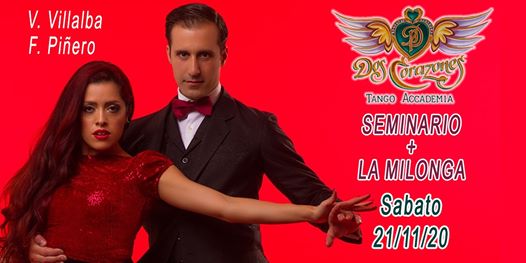 V. Villalba
F. Piñero
Dos Corazones
TANGO ACCADEMIA
SEMINARIO
+
LA MILONGA
Sabato
21/11/20